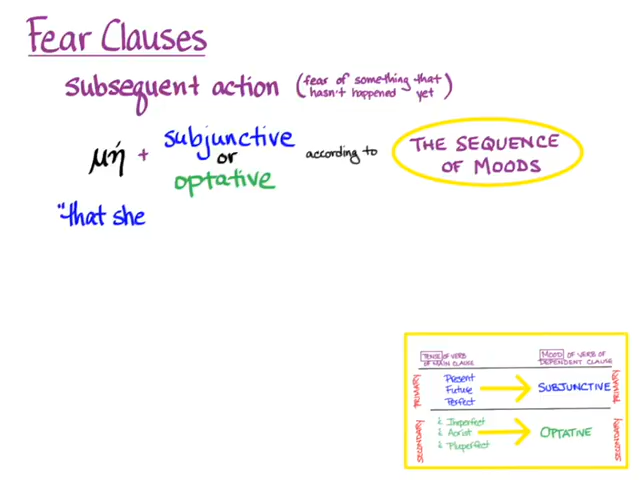 Fear Clauses
subsequent action (fear of something that hasn't happened yet)
μή + subjunctive or optative according to THE SEQUENCE OF MOODS
"that she
TENSE OF VERB OF MAIN CLAUSE
MOOD OF VERB OF DEPENDENT CLAUSE
PRIMARY
Present
Future
Perfect
SUBJUNCTIVE
PRIMARY
SECONDARY
Imperfect
Aorist
Pluperfect
OPTATIVE
SECONDARY